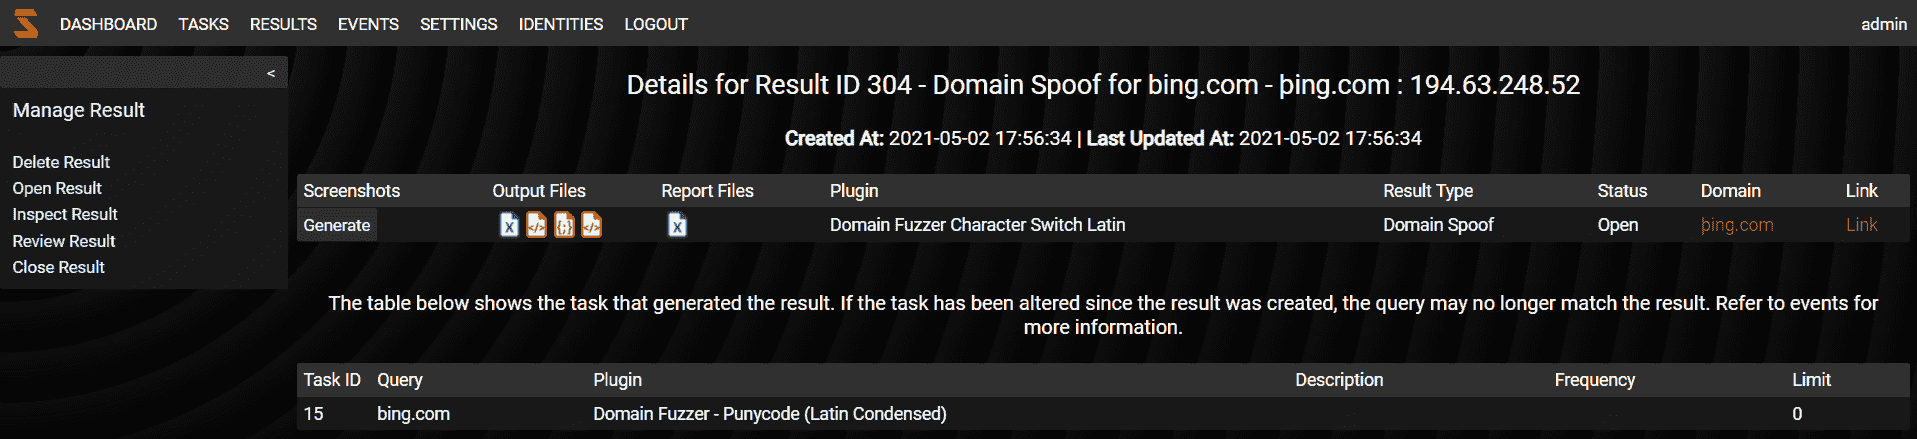 DASHBOARD TASKS RESULTS EVENTS SETTINGS IDENTITIES LOGOUT admin
<
Manage Result
Delete Result
Open Result
Inspect Result
Review Result
Close Result
Details for Result ID 304 - Domain Spoof for bing.com - þing.com : 194.63.248.52
Created At: 2021-05-02 17:56:34 | Last Updated At: 2021-05-02 17:56:34
Screenshots Output Files Report Files Plugin Result Type Status Domain Link
Generate X </> {;} </> X Domain Fuzzer Character Switch Latin Domain Spoof Open þing.com Link
The table below shows the task that generated the result. If the task has been altered since the result was created, the query may no longer match the result. Refer to events for
more information.
Task ID Query Plugin Description Frequency Limit
15 bing.com Domain Fuzzer - Punycode (Latin Condensed) 0